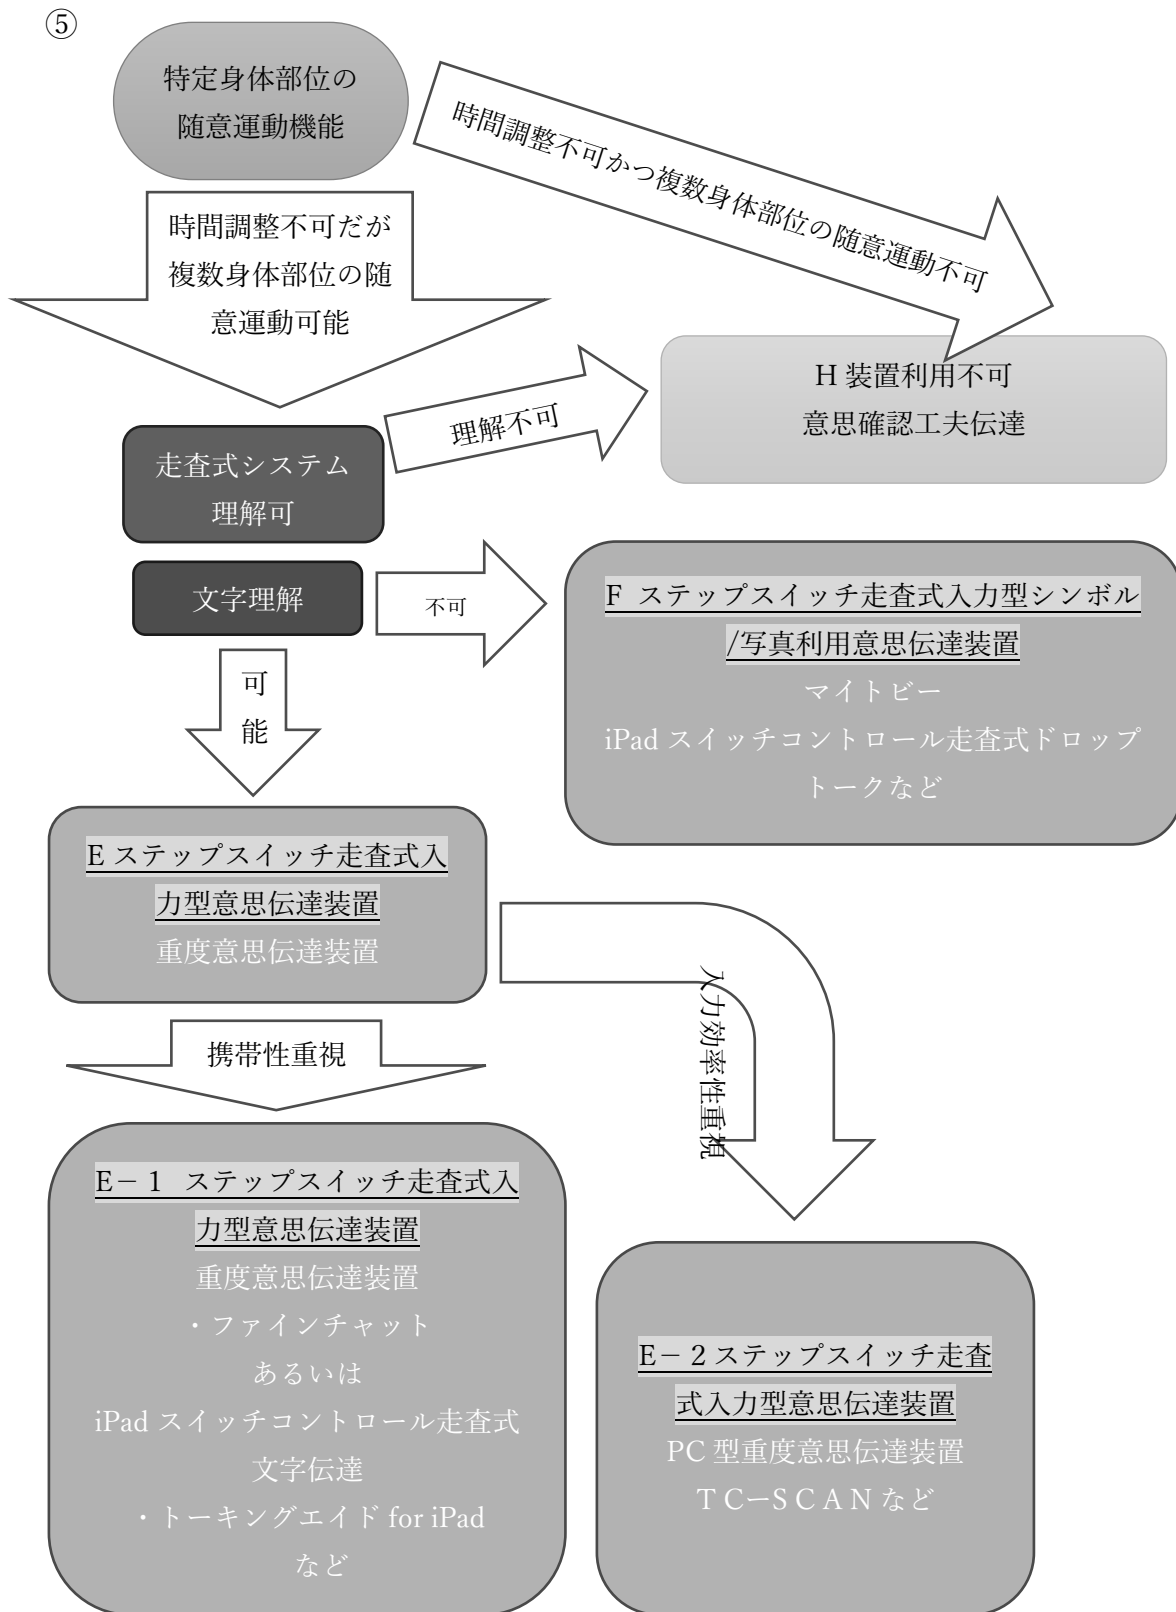 ⑤
特定身体部位の
随意運動機能
時間調整不可かつ複数身体部位の随意運動不可
時間調整不可だが
複数身体部位の随
意運動可能
理解不可
H 装置利用不可
意思確認工夫伝達
走査式システム
理解可
文字理解
不可
F ステップスイッチ走査式入力型シンボル
/写真利用意思伝達装置
マイトビー
iPad スイッチコントロール走査式ドロップ
トークなど
可
能
E ステップスイッチ走査式入
力型意思伝達装置
重度意思伝達装置
入力効率性重視
携帯性重視
E－１ ステップスイッチ走査式入
力型意思伝達装置
重度意思伝達装置
・ファインチャット
あるいは
iPad スイッチコントロール走査式
文字伝達
・トーキングエイド for iPad
など
E－２ステップスイッチ走査
式入力型意思伝達装置
PC 型重度意思伝達装置
ＴＣーＳＣＡＮなど